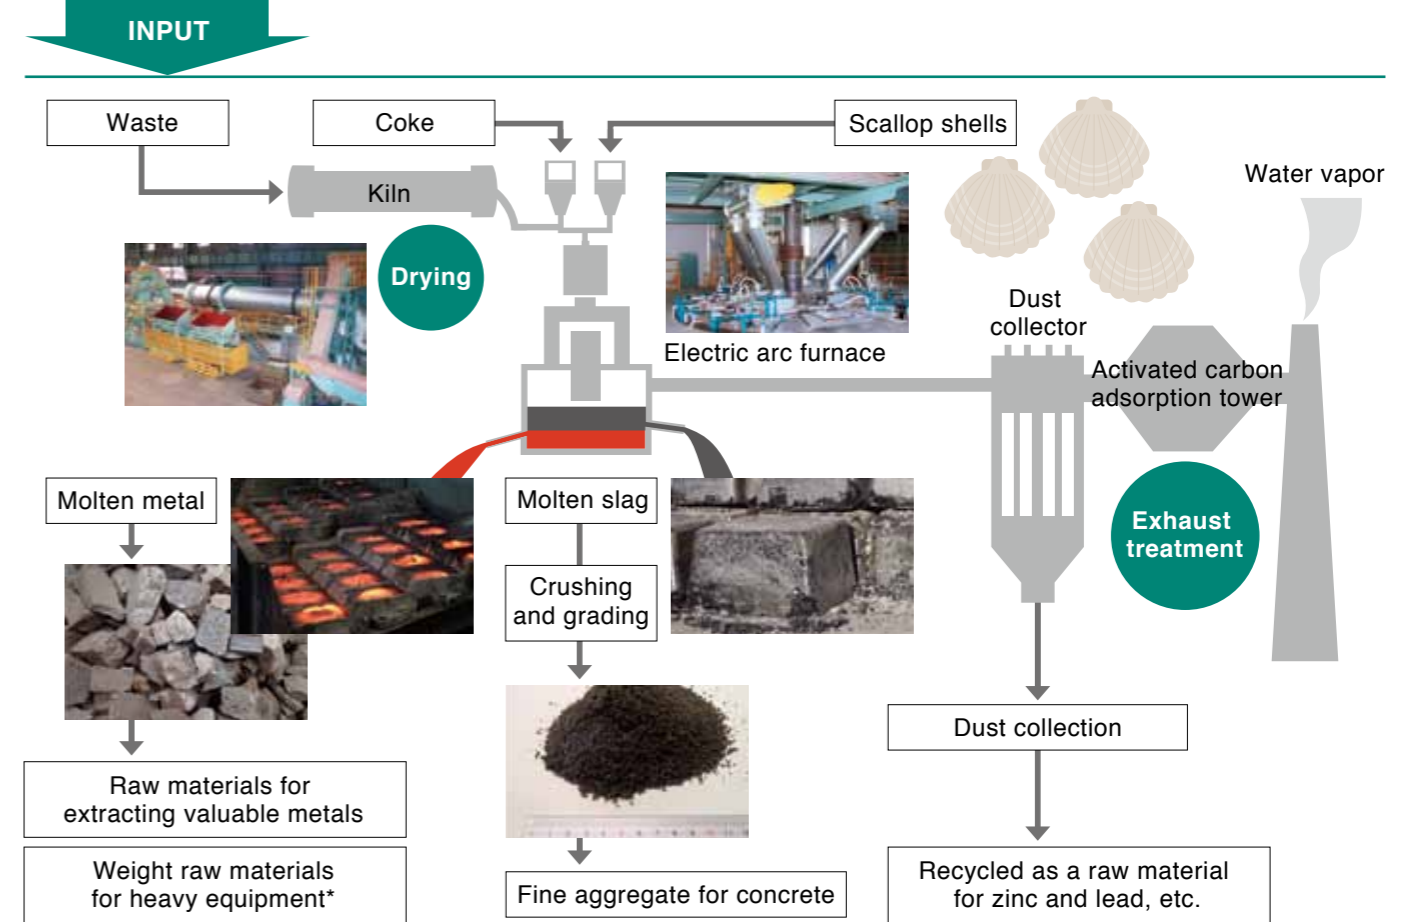 INPUT
Waste
Coke
Scallop shells
Water vapor
Kiln
Drying
Electric arc furnace
Dust
collector
Activated carbon
adsorption tower
Exhaust
treatment
Molten metal
Molten slag
Crushing
and grading
Dust collection
Raw materials for
extracting valuable metals
Weight raw materials
for heavy equipment*
Fine aggregate for concrete
Recycled as a raw material
for zinc and lead, etc.